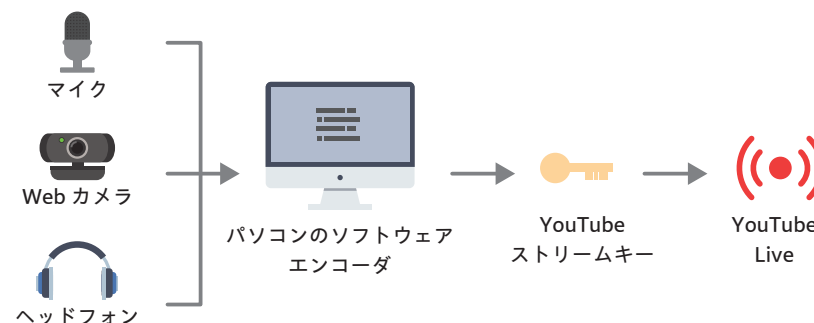 マイク
Web カメラ
ヘッドフォン
パソコンのソフトウェア
エンコーダ
YouTube
ストリームキー
YouTube
Live